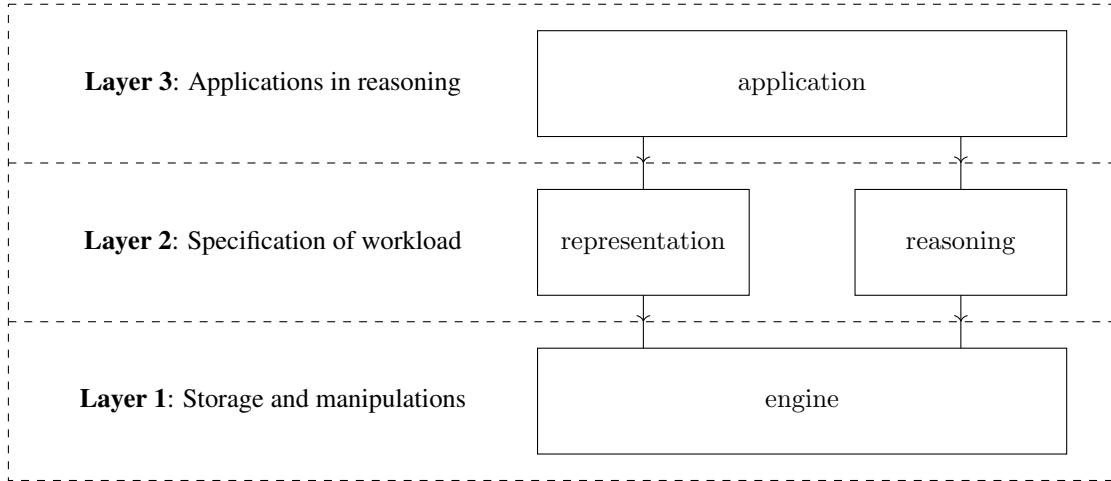 Layer 3: Applications in reasoning
application
Layer 2: Specification of workload
representation
reasoning
Layer 1: Storage and manipulations
engine